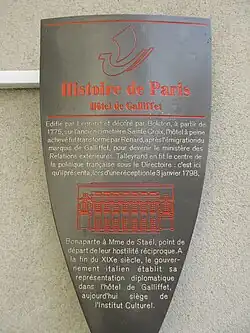 Histoire de Paris
Hôtel de Galliffet
Edifié par Legrand et décoré par Boiston, à partir de
1775, sur l'ancien cimetière Sainte Croix, l'hôtel à peine
achevé fut transformé par Renard, après l'émigration du
marquis de Galliffet, pour devenir le ministère des
Relations extérieures. Talleyrand en fit le centre de
la politique française sous le Directoire : c'est ici
qu'il présenta, lors d'une réception le 3 janvier 1798,
Bonaparte à Mme de Staël, point de
départ de leur hostilité réciproque. A
la fin du XIXe siècle, le gouver-
nement italien établit sa
représentation diplomatique
dans l'hôtel de Galliffet,
aujourd'hui siège de
l'Institut Culturel.